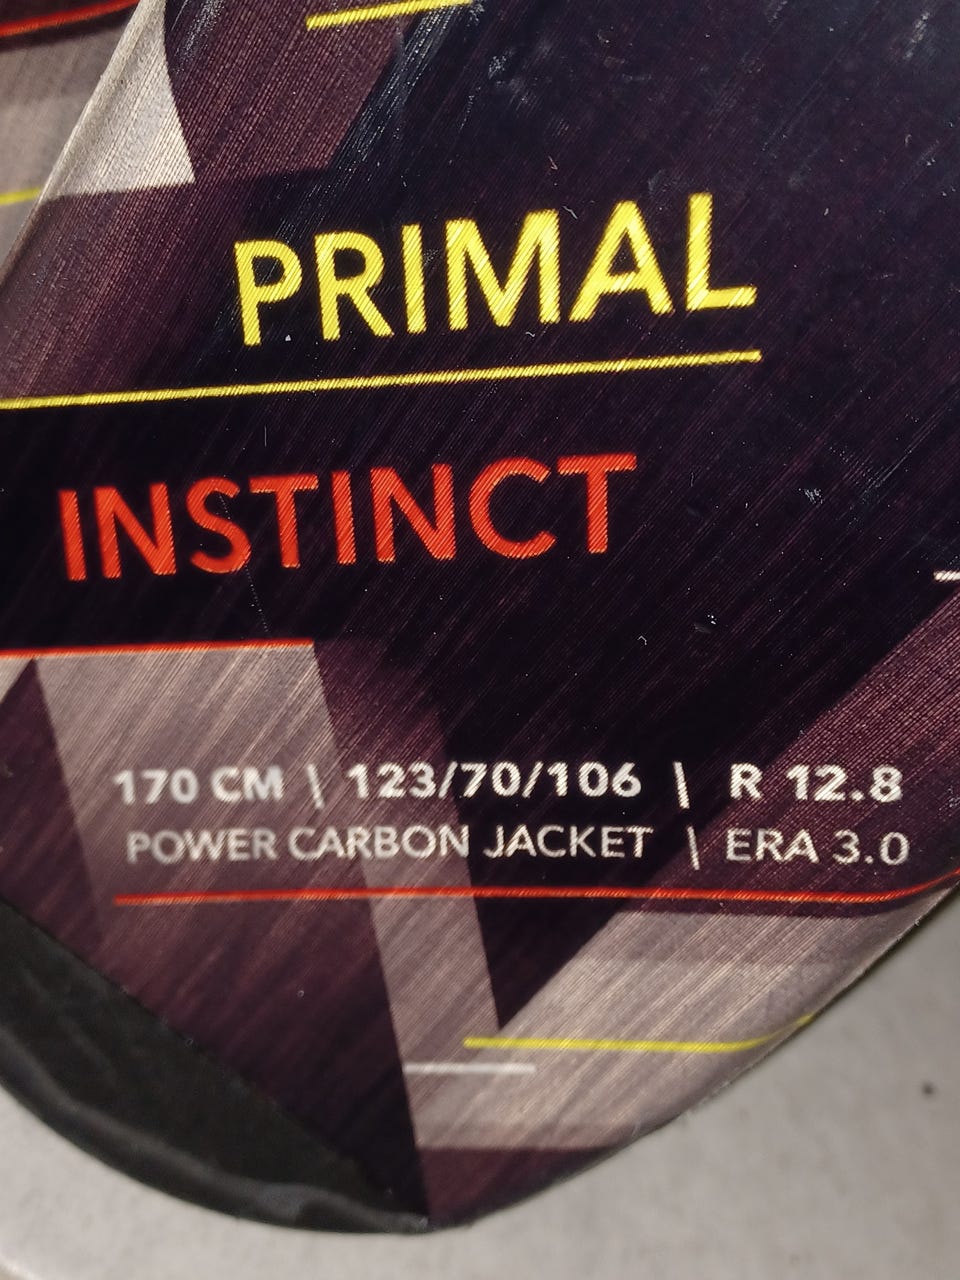 PRIMAL
INSTINCT
170 CM \ 123/70/106 \ R 12.8
POWER CARBON JACKET \ ERA 3.0